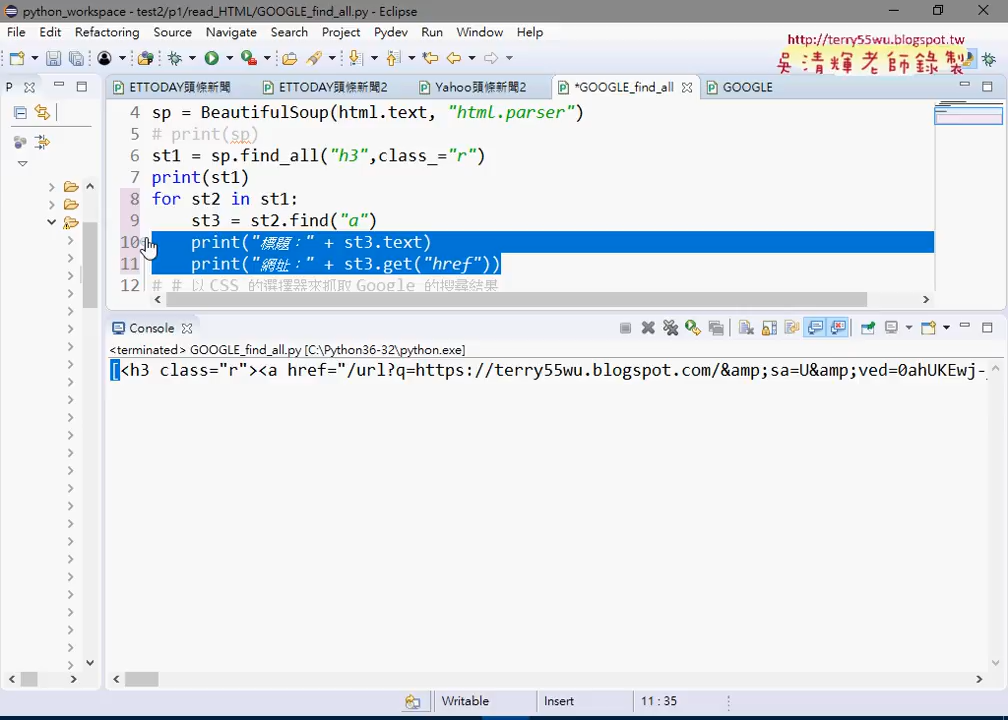 python_workspace - test2/p1/read_HTML/GOOGLE_find_all.py - Eclipse
File Edit Refactoring Source Refactoring Navigate Search Project Pydev Run Window Help
http://terry55wu.blogspot.tw
吳清輝老師錄製
P ETTODAY頭條新聞 ETTODAY頭條新聞2 Yahoo頭條新聞2 *GOOGLE_find_all GOOGLE
4 sp = BeautifulSoup(html.text, "html.parser")
5 # print(sp)
6 st1 = sp.find_all("h3",class_="r")
7 print(st1)
8 for st2 in st1:
9 st3 = st2.find("a")
10 print("標題：" + st3.text)
11 print("網址：" + st3.get("href"))
12 # # 以 CSS 的選擇器來抓取 Google 的搜尋結果
Console
<terminated> GOOGLE_find_all.py [C:\Python36-32\python.exe]
[<h3 class="r"><a href="/url?q=https://terry55wu.blogspot.com/&amp;sa=U&amp;ved=0ahUKEwj-
Writable Insert 11 : 35